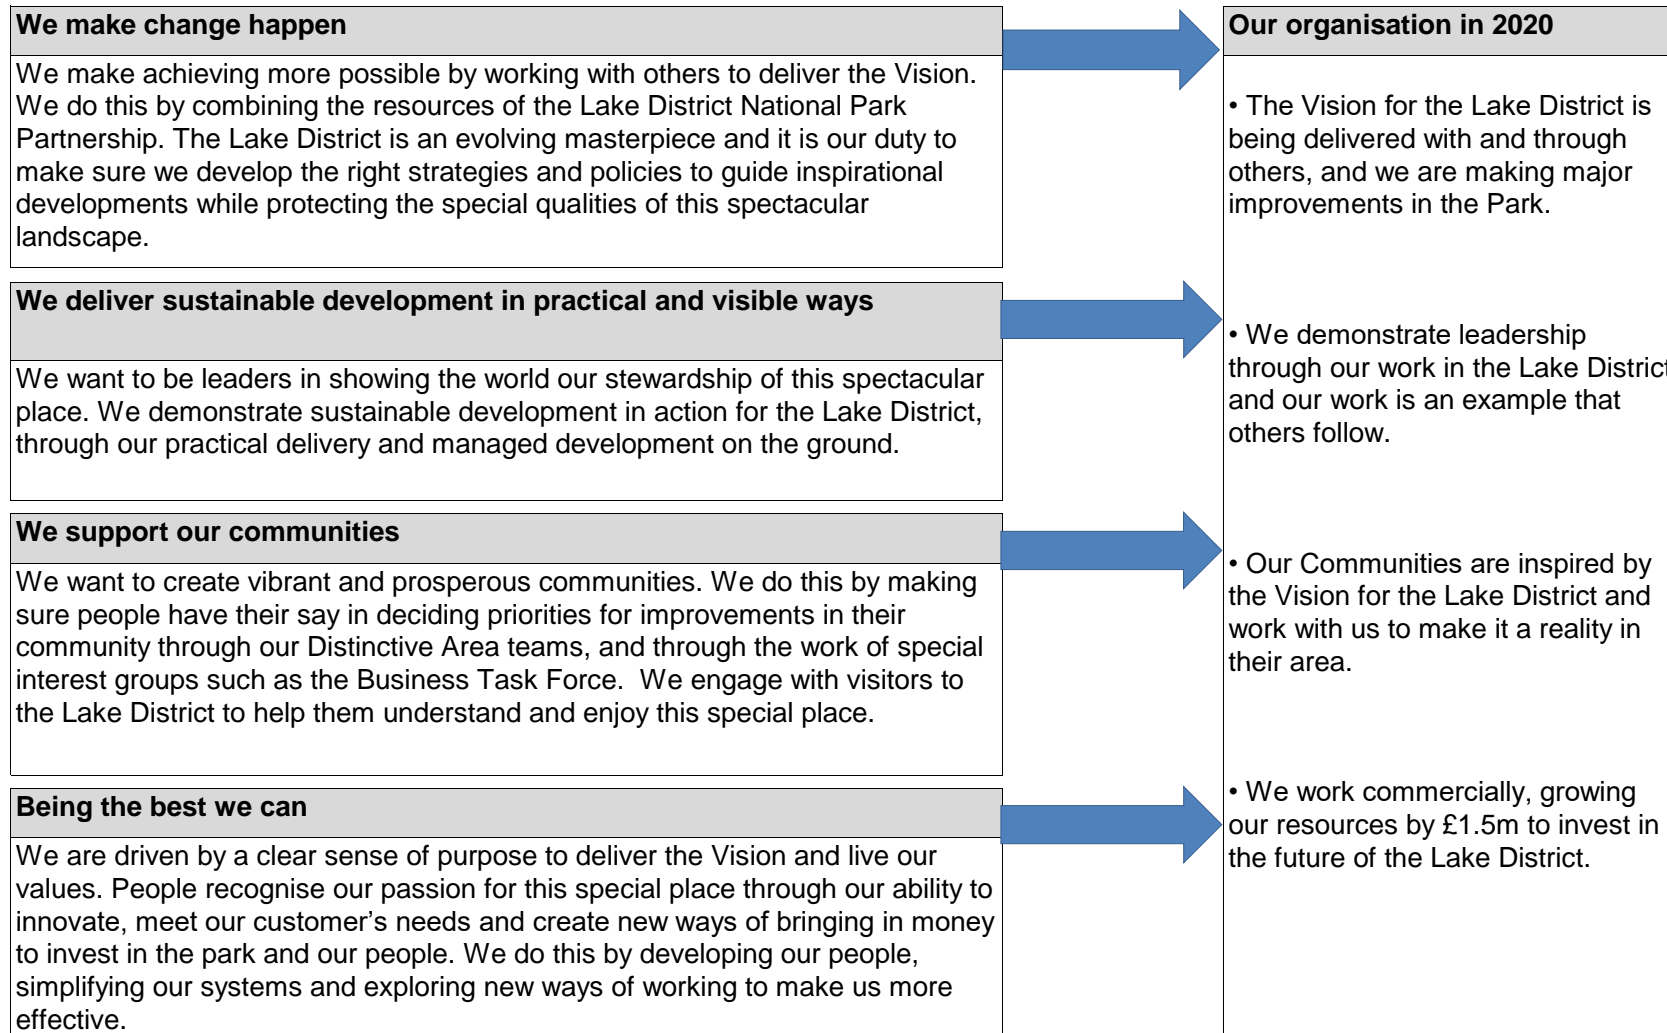 We make change happen
We make achieving more possible by working with others to deliver the Vision.
We do this by combining the resources of the Lake District National Park
Partnership. The Lake District is an evolving masterpiece and it is our duty to
make sure we develop the right strategies and policies to guide inspirational
developments while protecting the special qualities of this spectacular
landscape.
We deliver sustainable development in practical and visible ways
We want to be leaders in showing the world our stewardship of this spectacular
place. We demonstrate sustainable development in action for the Lake District,
through our practical delivery and managed development on the ground.
We support our communities
We want to create vibrant and prosperous communities. We do this by making
sure people have their say in deciding priorities for improvements in their
community through our Distinctive Area teams, and through the work of special
interest groups such as the Business Task Force.  We engage with visitors to
the Lake District to help them understand and enjoy this special place.
Being the best we can
We are driven by a clear sense of purpose to deliver the Vision and live our
values. People recognise our passion for this special place through our ability to
innovate, meet our customer’s needs and create new ways of bringing in money
to invest in the park and our people. We do this by developing our people,
simplifying our systems and exploring new ways of working to make us more
effective.
Our organisation in 2020
• The Vision for the Lake District is
being delivered with and through
others, and we are making major
improvements in the Park.
• We demonstrate leadership
through our work in the Lake District
and our work is an example that
others follow.
• Our Communities are inspired by
the Vision for the Lake District and
work with us to make it a reality in
their area.
• We work commercially, growing
our resources by £1.5m to invest in
the future of the Lake District.